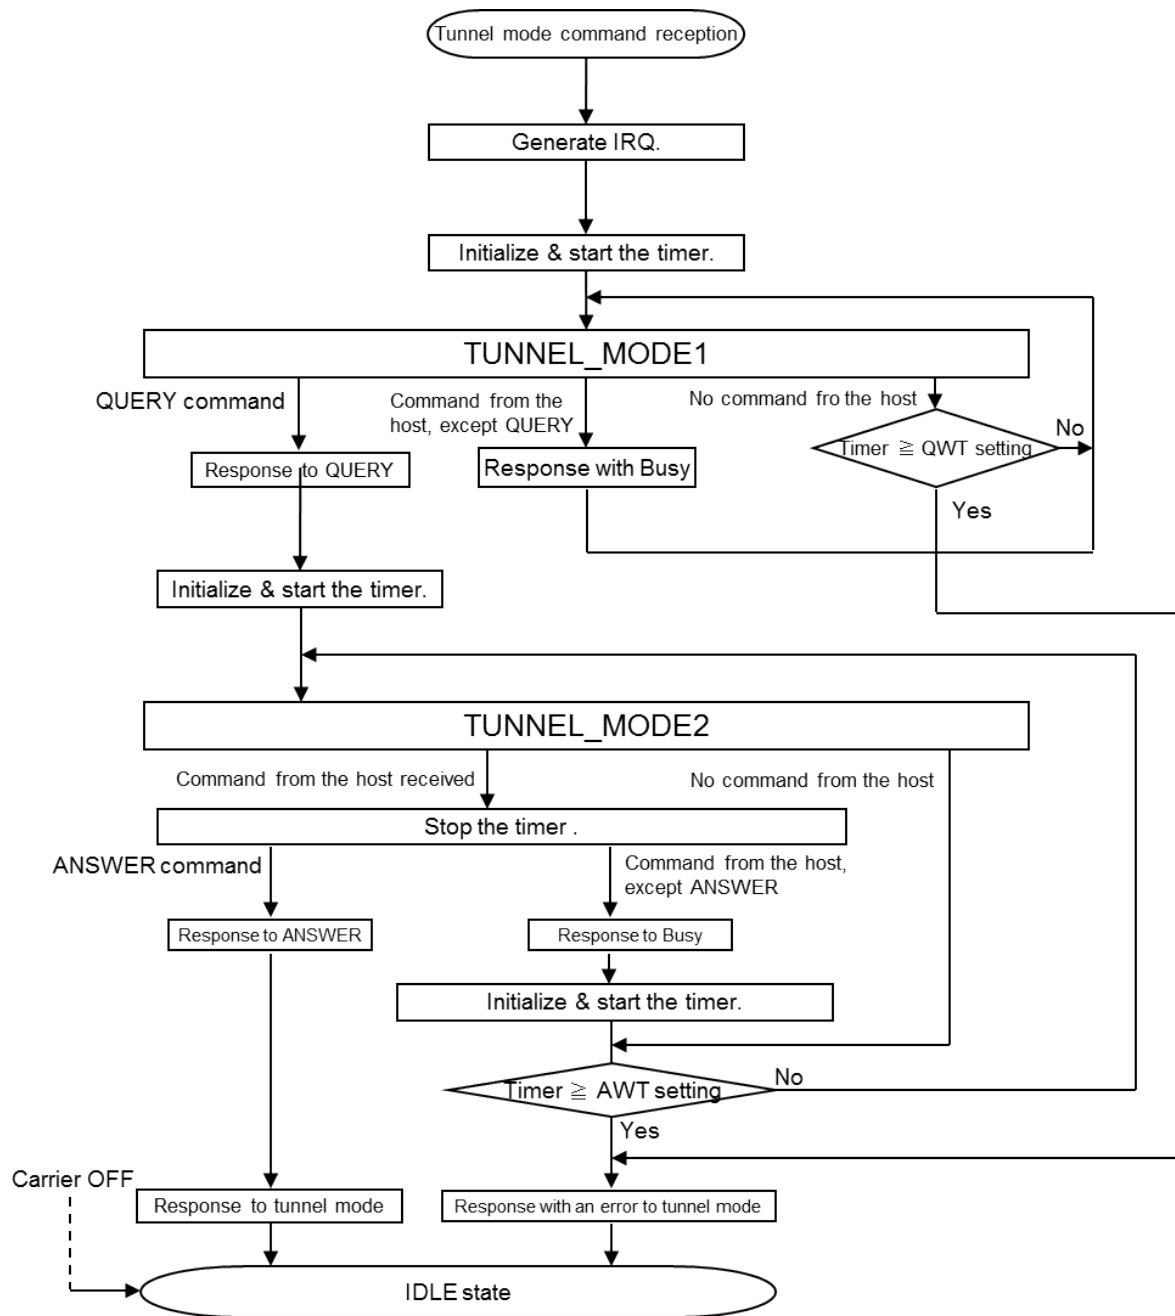 Tunnel mode command reception
Generate IRQ.
Initialize & start the timer.
TUNNEL_MODE1
QUERY command
Command from the
host, except QUERY
No command fro the host
Response to QUERY
Response with Busy
Timer ≧ QWT setting
No
Yes
Initialize & start the timer.
TUNNEL_MODE2
Command from the host received
No command from the host
Stop the timer .
ANSWER command
Command from the host,
except ANSWER
Response to ANSWER
Response to Busy
Initialize & start the timer.
Timer ≧ AWT setting
No
Yes
Carrier OFF
Response to tunnel mode
Response with an error to tunnel mode
IDLE state